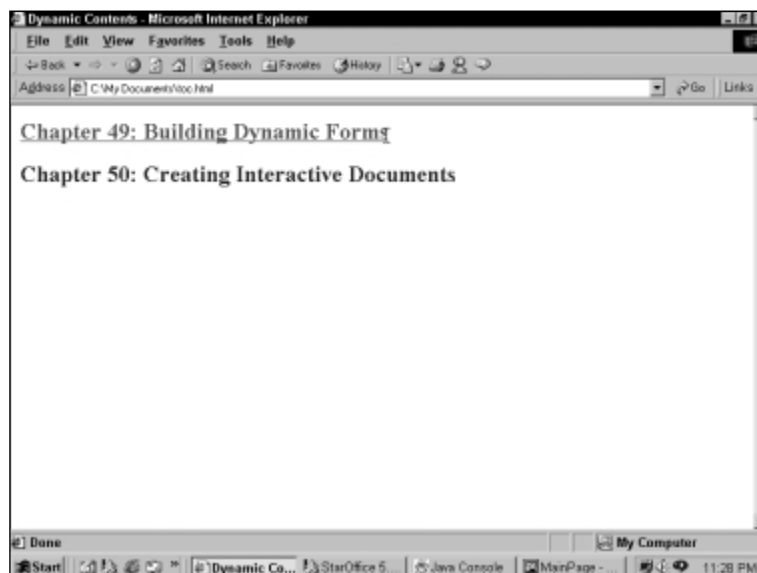 Dynamic Contents - Microsoft Internet Explorer
File Edit View Favorites Tools Help
Back Search Favorites History
Address C:\My Documents\toc.html Go Links
Chapter 49: Building Dynamic Forms
Chapter 50: Creating Interactive Documents
Done My Computer
Start Dynamic Co... StarOffice 5... Java Console MainPage - ... 11:28 PM